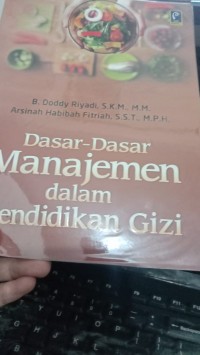 B. Doddy Riyadi, S.K.M., M.M.
Arsinah Habibah Fitriah, S.S.T., M.P.H.
Dasar-Dasar
Manajemen
dalam
endidikan Gizi